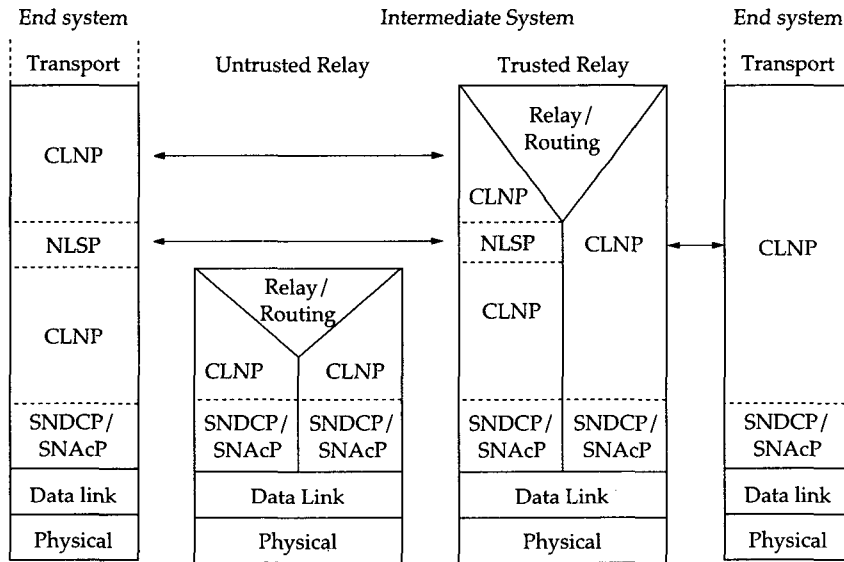 End system
Intermediate System
End system
Transport
Untrusted Relay
Trusted Relay
Transport
CLNP
NLSP
CLNP
SNDCP/
SNAcP
Data link
Physical
Relay/
Routing
CLNP
CLNP
SNDCP/
SNAcP
SNDCP/
SNAcP
Data Link
Physical
Relay/
Routing
CLNP
NLSP
CLNP
CLNP
SNDCP/
SNAcP
SNDCP/
SNAcP
Data Link
Physical
CLNP
SNDCP/
SNAcP
Data link
Physical